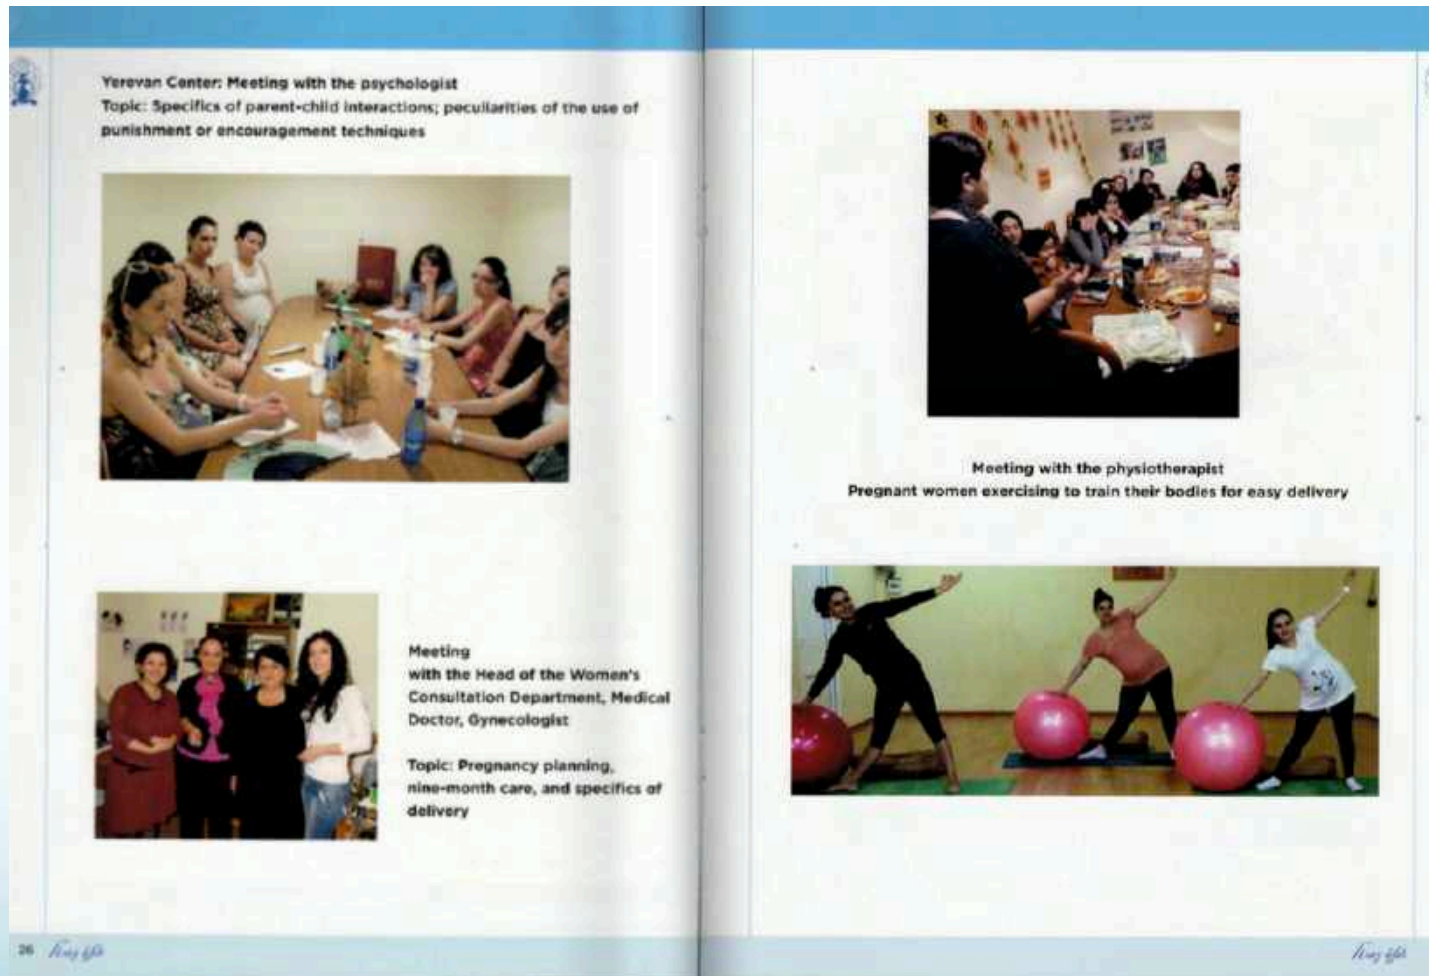 Yerevan Center: Meeting with the psychologist
Topic: Specifics of parent-child interactions; peculiarities of the use of
punishment or encouragement techniques
Meeting
with the Head of the Women's
Consultation Department, Medical
Doctor, Gynecologist
Topic: Pregnancy planning,
nine-month care, and specifics of
delivery
26
Meeting with the physiotherapist
Pregnant women exercising to train their bodies for easy delivery